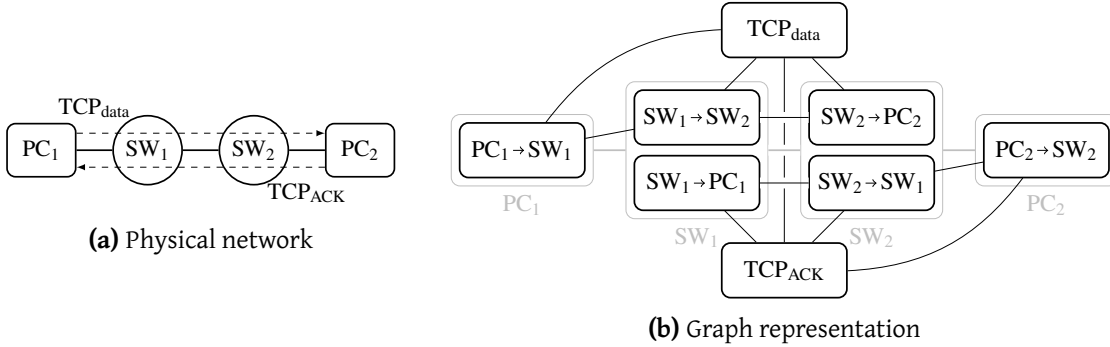 TCPdata
PC1
SW1
SW2
PC2
TCPACK
(a) Physical network
TCPdata
SW1→SW2
SW2→PC2
PC1→SW1
PC2→SW2
SW1→PC1
SW2→SW1
PC1
PC2
SW1
SW2
TCPACK
(b) Graph representation